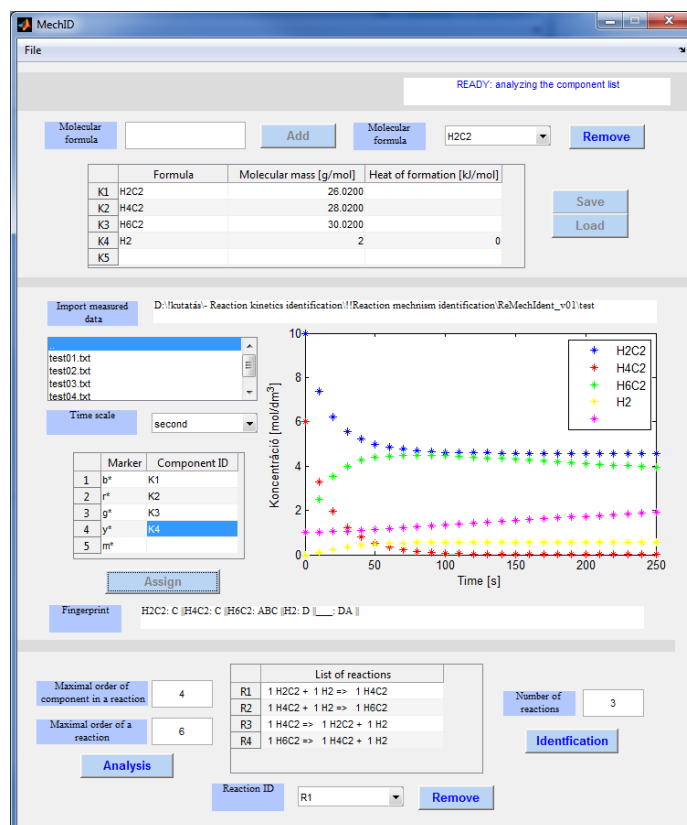 MechID
File
READY: analyzing the component list
Molecular formula
Add
Molecular formula
H2C2
Remove
Formula Molecular mass [g/mol] Heat of formation [kJ/mol]
K1 H2C2 26.0200
K2 H4C2 28.0200
K3 H6C2 30.0200
K4 H2 2 0
K5
Save
Load
Import measured data
D:\!kutatás\- Reaction kinetics identification\!!Reaction mechnism identification\ReMechIdent_v01\test
..
test01.txt
test02.txt
test03.txt
test04.txt
Time scale
second
Marker Component ID
1 b* K1
2 r* K2
3 g* K3
4 y* K4
5 m*
Assign
Koncentráció [mol/dm³]
10
8
6
4
2
0
0 50 100 150 200 250
Time [s]
H2C2
H4C2
H6C2
H2
Fingerprint
H2C2: C ||H4C2: C ||H6C2: ABC ||H2: D ||___: DA ||
Maximal order of component in a reaction
4
Maximal order of a reaction
6
Analysis
List of reactions
R1 1 H2C2 + 1 H2 => 1 H4C2
R2 1 H4C2 + 1 H2 => 1 H6C2
R3 1 H4C2 => 1 H2C2 + 1 H2
R4 1 H6C2 => 1 H4C2 + 1 H2
Number of reactions
3
Identfication
Reaction ID
R1
Remove